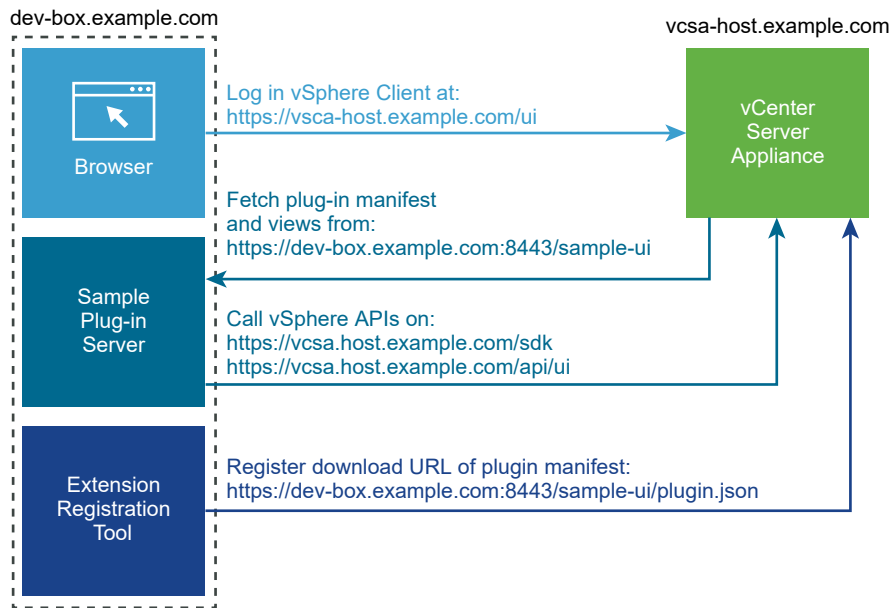 dev-box.example.com
vcsa-host.example.com
Browser
Log in vSphere Client at:
https://vsca-host.example.com/ui
vCenter
Server
Appliance
Fetch plug-in manifest
and views from:
https://dev-box.example.com:8443/sample-ui
Sample
Plug-in
Server
Call vSphere APIs on:
https://vcsa.host.example.com/sdk
https://vcsa.host.example.com/api/ui
Extension
Registration
Tool
Register download URL of plugin manifest:
https://dev-box.example.com:8443/sample-ui/plugin.json